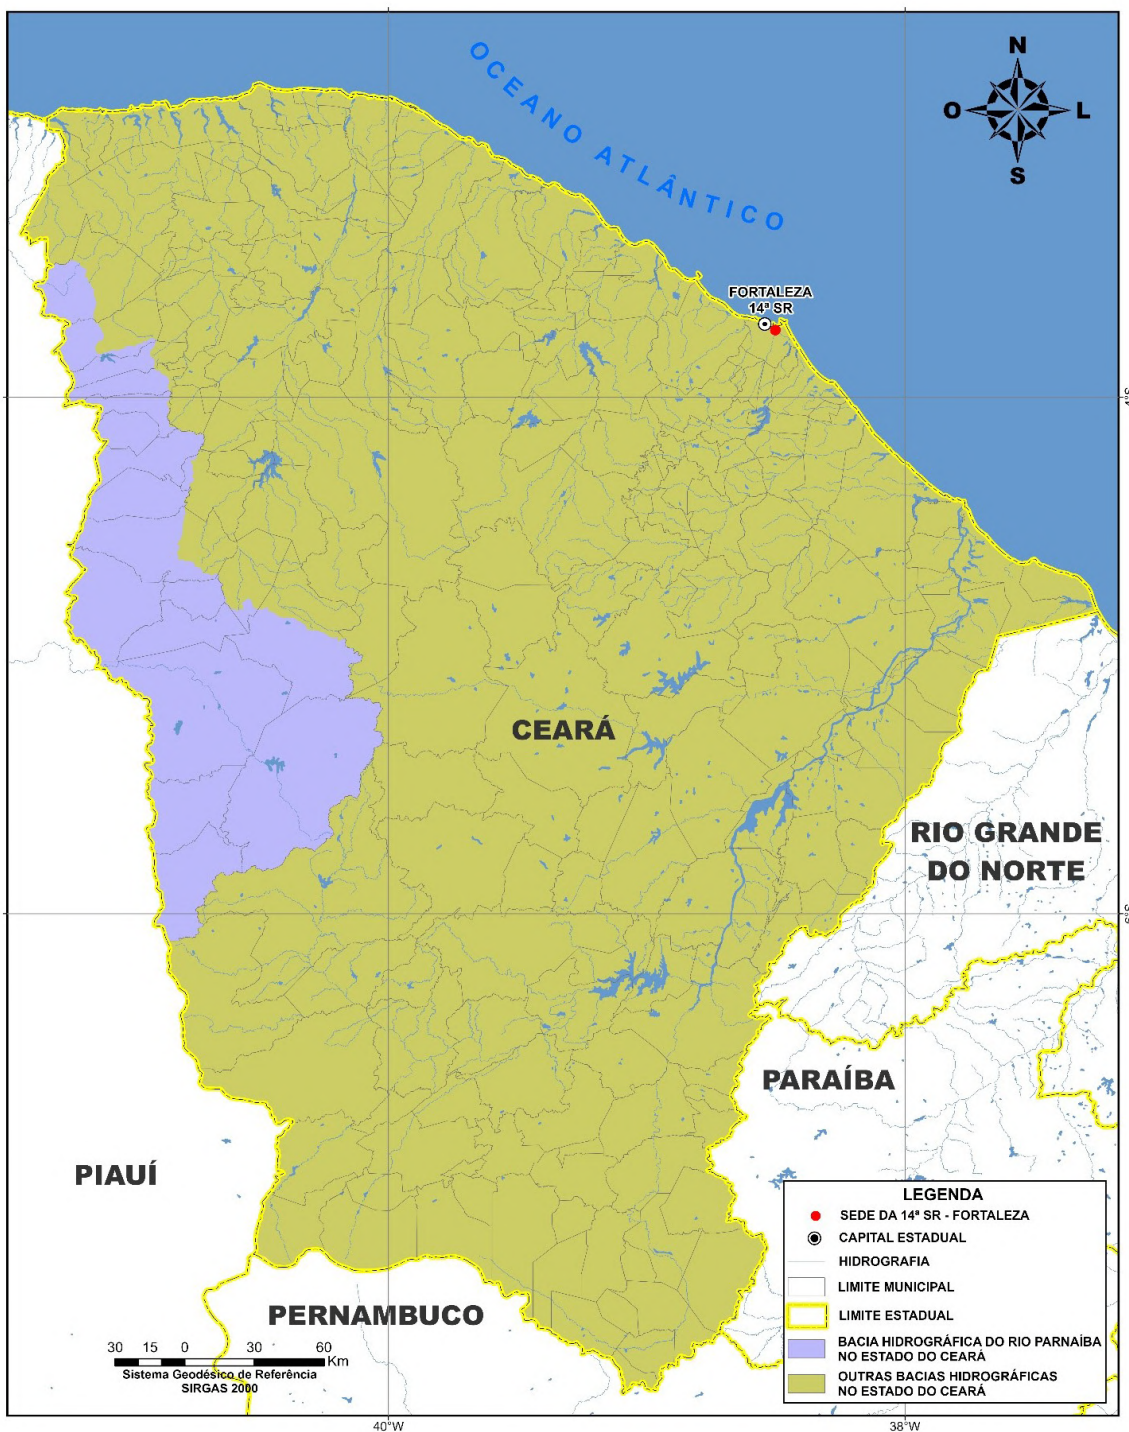 OCEANO ATLÂNTICO
N
O
L
S
FORTALEZA
14ª SR
4°S
CEARÁ
RIO GRANDE
DO NORTE
6°S
PARAÍBA
PIAUÍ
PERNAMBUCO
30 15 0 30 60
Km
Sistema Geodésico de Referência
SIRGAS 2000
LEGENDA
SEDE DA 14ª SR - FORTALEZA
CAPITAL ESTADUAL
HIDROGRAFIA
LIMITE MUNICIPAL
LIMITE ESTADUAL
BACIA HIDROGRÁFICA DO RIO PARNAÍBA
NO ESTADO DO CEARÁ
OUTRAS BACIAS HIDROGRÁFICAS
NO ESTADO DO CEARÁ
40°W
38°W